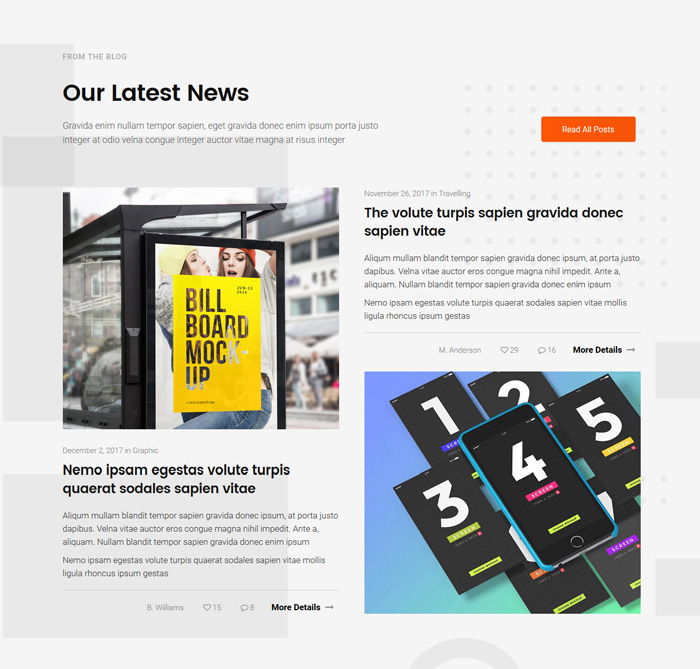 FROM THE BLOG
Our Latest News
Gravida enim nullam tempor sapien, eget gravida donec enim ipsum porta justo
integer at odio velna congue integer auctor vitae magna at risus integer
Read All Posts
JUN-15
2016
BILL
BOARD
MOCK-
UP
December 2, 2017 in Graphic
Nemo ipsam egestas volute turpis
quaerat sodales sapien vitae
Aliqum mullam blandit tempor sapien gravida donec ipsum, at porta justo
dapibus. Velna vitae auctor eros congue magna nihil impedit. Ante a,
aliquam. Nullam blandit tempor sapien gravida donec enim ipsum
Nemo ipsam egestas volute turpis quaerat sodales sapien vitae mollis
ligula rhoncus ipsum gestas
B. Williams 15 8 More Details
November 26, 2017 in Travelling
The volute turpis sapien gravida donec
sapien vitae
Aliqum mullam blandit tempor sapien gravida donec ipsum, at porta justo
dapibus. Velna vitae auctor eros congue magna nihil impedit. Ante a,
aliquam. Nullam blandit tempor sapien gravida donec enim ipsum
Nemo ipsam egestas volute turpis quaerat sodales sapien vitae mollis
ligula rhoncus ipsum gestas
M. Anderson 29 16 More Details
1
2
5
4
SCREEN
3
SCREEN